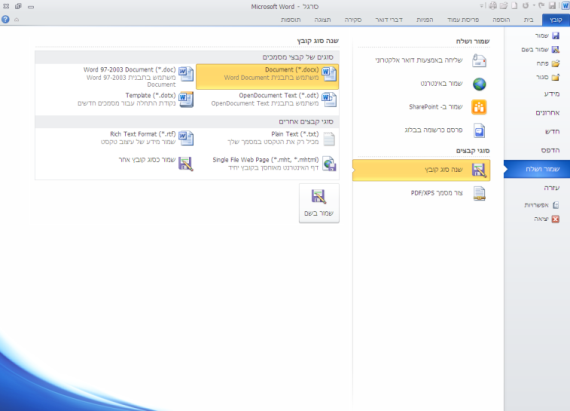 סרגל - Microsoft Word
קובץ בית הוספה פריסת עמוד הפניות דברי דואר סקירה תצוגה תוספות
שמור
שמור בשם
פתח
סגור
מידע
אחרונים
חדש
הדפס
שמור ושלח
עזרה
אפשרויות
יציאה
שמור ושלח
שליחה באמצעות דואר אלקטרוני
שמור באינטרנט
שמור ב- SharePoint
פרסם כרשומה בבלוג
סוגי קבצים
שנה סוג קובץ
צור מסמך PDF/XPS
שנה סוג קובץ
סוגים של קבצי מסמכים
Document (*.docx)
משתמש בתבנית Word Document
Word 97-2003 Document (*.doc)
משתמש בתבנית Word 97-2003 Document
OpenDocument Text (*.odt)
משתמש בתבנית OpenDocument Text
Template (*.dotx)
נקודת התחלה עבור מסמכים חדשים
סוגי קבצים אחרים
Plain Text (*.txt)
מכיל רק את הטקסט במסמך שלך
Rich Text Format (*.rtf)
שמור מידע של עיצוב טקסט
Single File Web Page (*.mht, *.mhtml)
דף האינטרנט מאוחסן בקובץ יחיד
שמור כסוג קובץ אחר
שמור בשם